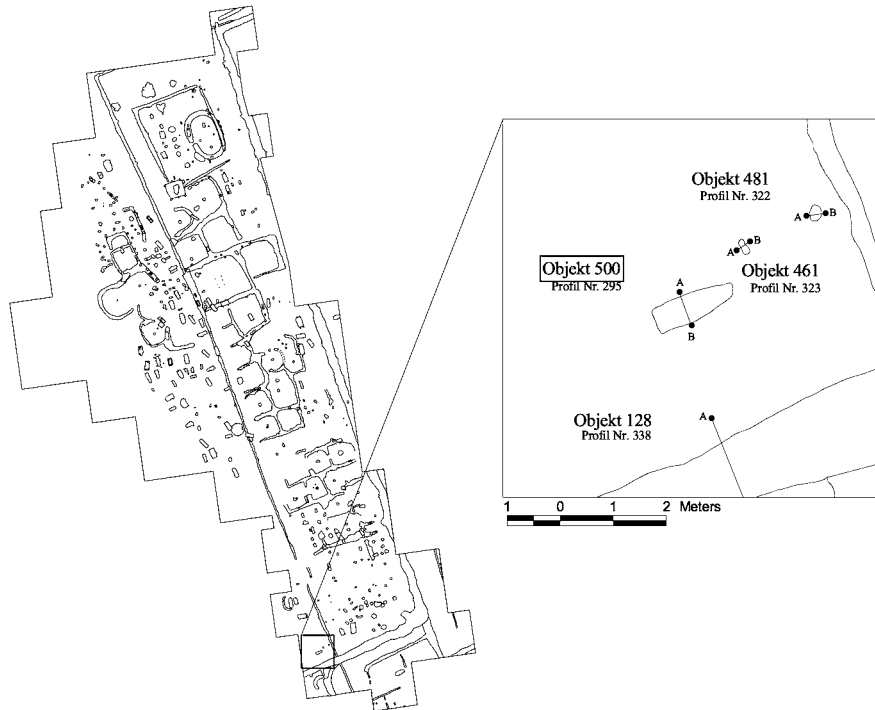 Objekt 481
Profil Nr. 322
A
B
B
A
Objekt 461
Profil Nr. 323
Objekt 500
Profil Nr. 295
A
B
Objekt 128
Profil Nr. 338
A
1 0 1 2 Meters